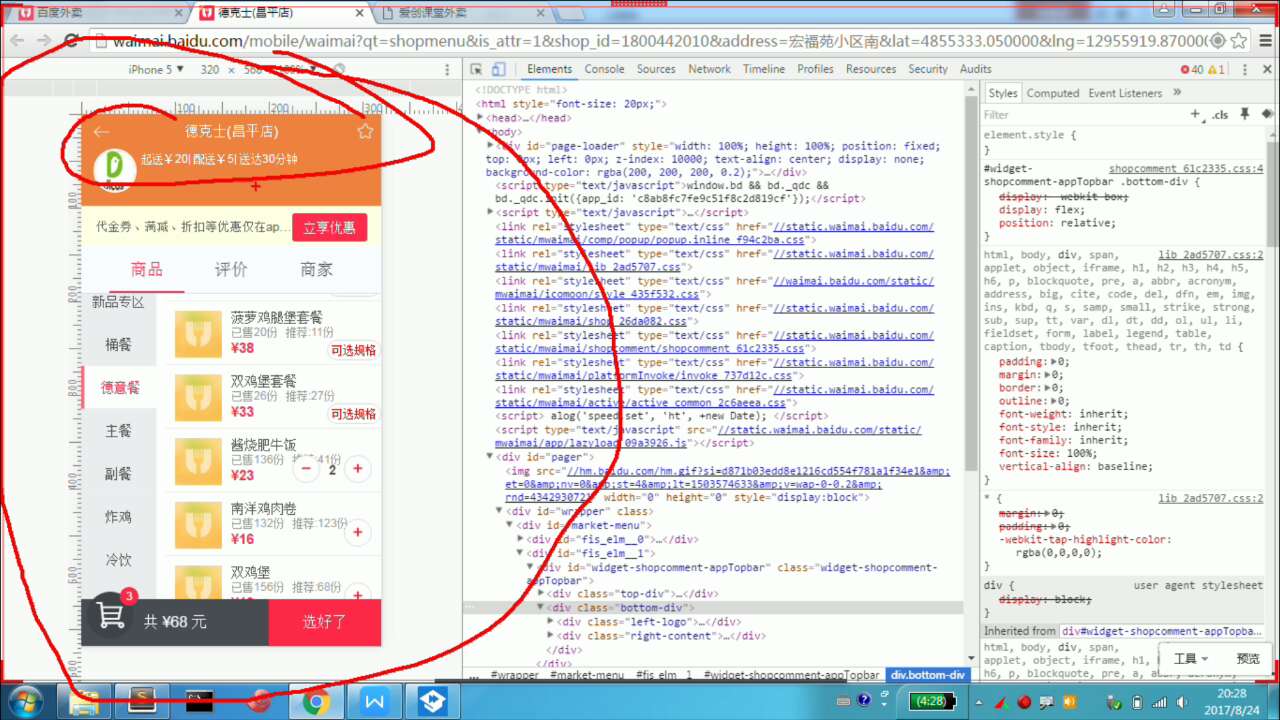 百度外卖
德克士(昌平店)
爱创课堂外卖
waimai.baidu.com/mobile/waimai?qt=shopmenu&is_attr=1&shop_id=1800442010&address=宏福苑小区南&lat=4855333.050000&lng=12955919.87000
iPhone 5 ▼ 320 × 568
Elements Console Sources Network Timeline Profiles Resources Security Audits
40 1
100 200 300
德克士(昌平店)
起送¥20|配送¥5|送达30分钟
代金券、满减、折扣等优惠仅在ap...
立享优惠
商品 评价 商家
新品专区
桶餐
德意餐
主餐
副餐
炸鸡
冷饮
菠萝鸡腿堡套餐
已售20份 推荐:11份
¥38
可选规格
双鸡堡套餐
已售26份 推荐:27份
¥33
可选规格
酱烧肥牛饭
已售136份 推荐:41份
¥23
− 2 +
南洋鸡肉卷
已售132份 推荐:123份
¥16
+
双鸡堡
已售156份 推荐:68份
+
3
共 ¥68 元
选好了
<!DOCTYPE html>
<html style="font-size: 20px;">
<head>…</head>
<body>
<div id="page-loader" style="width: 100%; height: 100%; position: fixed;
top: 0px; left: 0px; z-index: 10000; text-align: center; display: none;
background-color: rgba(200, 200, 200, 0.2);">…</div>
<script type="text/javascript">window.bd && bd._qdc &&
bd._qdc.init({app_id: 'c8ab8fc7fe9c51f8c2d819cf'});</script>
<script type="text/javascript">…</script>
<link rel="stylesheet" type="text/css" href="//static.waimai.baidu.com/
static/mwaimai/comp/popup/popup.inline_f94c2ba.css">
<link rel="stylesheet" type="text/css" href="//static.waimai.baidu.com/
static/mwaimai/lib_2ad5707.css">
<link rel="stylesheet" type="text/css" href="//waimai.baidu.com/static/
mwaimai/icomoon/style_435f532.css">
<link rel="stylesheet" type="text/css" href="//static.waimai.baidu.com/
static/mwaimai/shop_26da082.css">
<link rel="stylesheet" type="text/css" href="//static.waimai.baidu.com/
static/mwaimai/shopcomment/shopcomment_61c2335.css">
<link rel="stylesheet" type="text/css" href="//static.waimai.baidu.com/
static/mwaimai/platformInvoke/invoke_737d12c.css">
<link rel="stylesheet" type="text/css" href="//static.waimai.baidu.com/
static/mwaimai/active/active_common_2c6aeea.css">
<script> alog('speed.set', 'ht', +new Date); </script>
<script type="text/javascript" src="//static.waimai.baidu.com/static/
mwaimai/app/lazyload_09a3926.js"></script>
<div id="pager">
<img src="//hm.baidu.com/hm.gif?si=d871b03edd8e1216cd554f781a1f34e1&amp;
et=0&amp;nv=0&amp;st=4&amp;lt=1503574633&amp;v=wap-0-0.2&amp;
rnd=4342930721" width="0" height="0" style="display:block">
<div id="wrapper" class>
<div id="market-menu">
<div id="fis_elm__0">…</div>
<div id="fis_elm__1">
<div id="widget-shopcomment-appTopbar" class="widget-shopcomment-
appTopbar">
<div class="top-div">…</div>
<div class="bottom-div">
<div class="left-logo">…</div>
<div class="right-content">…</div>
</div>
</div>
... #wrapper #market-menu #fis_elm__1 #widget-shopcomment-appTopbar div.bottom-div
Styles Computed Event Listeners »
Filter + .cls
element.style {
}
#widget- shopcomment_61c2335.css:4
shopcomment-appTopbar .bottom-div {
display: -webkit-box;
display: flex;
position: relative;
}
html, body, div, span, lib_2ad5707.css:2
applet, object, iframe, h1, h2, h3, h4, h5,
h6, p, blockquote, pre, a, abbr, acronym,
address, big, cite, code, del, dfn, em, img,
ins, kbd, q, s, samp, small, strike, strong,
sub, sup, tt, var, dl, dt, dd, ol, ul, li,
fieldset, form, label, legend, table,
caption, tbody, tfoot, thead, tr, th, td {
padding: 0;
margin: 0;
border: 0;
outline: 0;
font-weight: inherit;
font-style: inherit;
font-family: inherit;
font-size: 100%;
vertical-align: baseline;
}
* { lib_2ad5707.css:2
margin: 0;
padding: 0;
-webkit-tap-highlight-color:
rgba(0,0,0,0);
}
div { user agent stylesheet
display: block;
}
Inherited from div#widget-shopcomment-appTopba...
html, body, div, span,
applet, object, iframe, h1,
h6, p, blockquote, pre, a,
工具 预览
(4:28)
20:28
2017/8/24